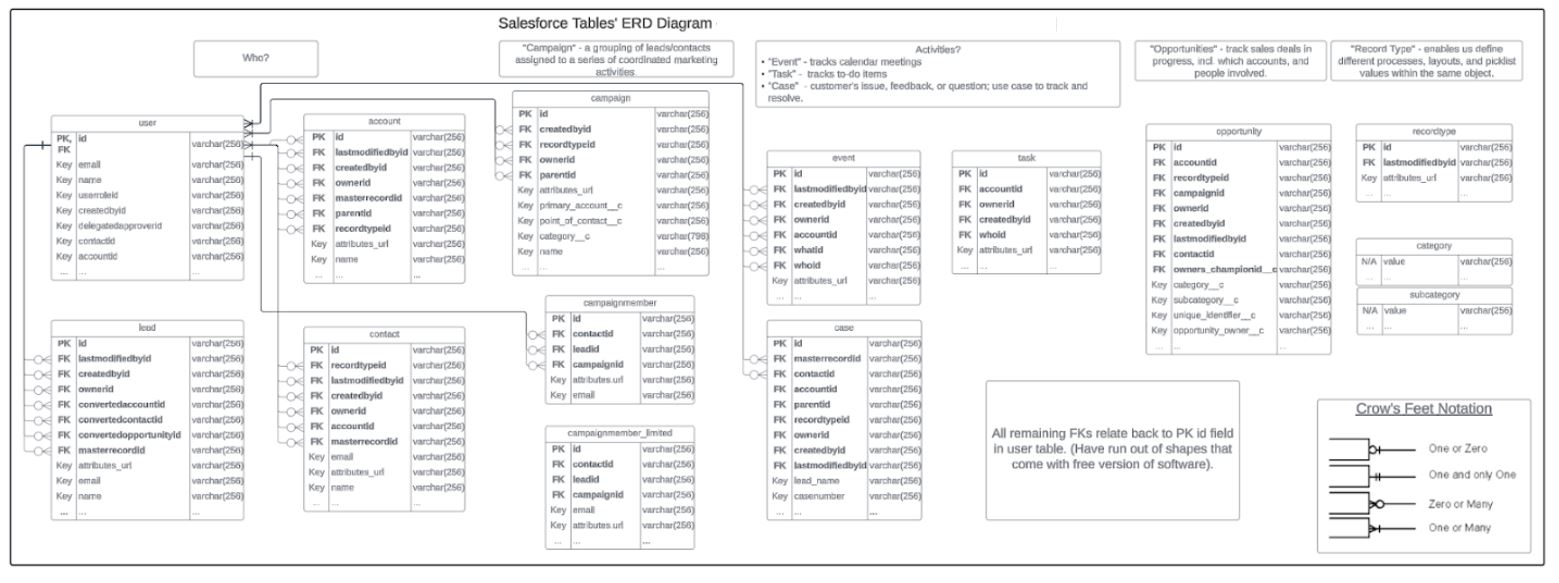 Salesforce Tables' ERD Diagram
Who?
"Campaign" - a grouping of leads/contacts
assigned to a series of coordinated marketing
activities.
Activities?
• "Event" - tracks calendar meetings
• "Task" - tracks to-do items
• "Case" - customer's issue, feedback, or question; use case to track and
resolve.
"Opportunities" - track sales deals in
progress, incl. which accounts, and
people involved.
"Record Type" - enables us define
different processes, layouts, and picklist
values within the same object.
user
PK, id varchar(256)
FK
Key email varchar(256)
Key name varchar(256)
Key userroleid varchar(256)
Key createdbyid varchar(256)
Key delegatedapproverid varchar(256)
Key contactid varchar(256)
Key accountid varchar(256)
... ... ...
account
PK id varchar(256)
FK lastmodifiedbyid varchar(256)
FK createdbyid varchar(256)
FK ownerid varchar(256)
FK masterrecordid varchar(256)
FK parentid varchar(256)
FK recordtypeid varchar(256)
Key attributes_url varchar(256)
Key name varchar(256)
... ... ...
campaign
PK id varchar(256)
FK createdbyid varchar(256)
FK recordtypeid varchar(256)
FK ownerid varchar(256)
FK parentid varchar(256)
Key attributes_url varchar(256)
Key primary_account__c varchar(256)
Key point_of_contact__c varchar(256)
Key category__c varchar(798)
Key name varchar(256)
... ... ...
event
PK id varchar(256)
FK lastmodifiedbyid varchar(256)
FK createdbyid varchar(256)
FK ownerid varchar(256)
FK accountid varchar(256)
FK whatid varchar(256)
FK whoid varchar(256)
Key attributes_url varchar(256)
... ... ...
task
PK id varchar(256)
FK accountid varchar(256)
FK ownerid varchar(256)
FK createdbyid varchar(256)
FK whoid varchar(256)
Key attributes_url varchar(256)
... ... ...
opportunity
PK id varchar(256)
FK accountid varchar(256)
FK recordtypeid varchar(256)
FK campaignid varchar(256)
FK ownerid varchar(256)
FK createdbyid varchar(256)
FK lastmodifiedbyid varchar(256)
FK contactid varchar(256)
FK owners_championid__c varchar(256)
Key category__c varchar(256)
Key subcategory__c varchar(256)
Key unique_identifier__c varchar(256)
Key opportunity_owner__c varchar(256)
... ... ...
recordtype
PK id varchar(256)
FK lastmodifiedbyid varchar(256)
Key attributes_url varchar(256)
... ... ...
category
N/A value varchar(256)
... ... ...
subcategory
N/A value varchar(256)
... ... ...
lead
PK id varchar(256)
FK lastmodifiedbyid varchar(256)
FK createdbyid varchar(256)
FK ownerid varchar(256)
FK convertedaccountid varchar(256)
FK convertedcontactid varchar(256)
FK convertedopportunityid varchar(256)
FK masterrecordid varchar(256)
Key attributes_url varchar(256)
Key email varchar(256)
Key name varchar(256)
... ... ...
contact
PK id varchar(256)
FK recordtypeid varchar(256)
FK lastmodifiedbyid varchar(256)
FK createdbyid varchar(256)
FK ownerid varchar(256)
FK accountid varchar(256)
FK masterrecordid varchar(256)
Key email varchar(256)
Key attributes_url varchar(256)
Key name varchar(256)
... ... ...
campaignmember
PK id varchar(256)
FK contactid varchar(256)
FK leadid varchar(256)
FK campaignid varchar(256)
Key attributes.url varchar(256)
Key email varchar(256)
campaignmember_limited
PK id varchar(256)
FK contactid varchar(256)
FK leadid varchar(256)
FK campaignid varchar(256)
Key email varchar(256)
Key attributes.url varchar(256)
... ... ...
case
PK id varchar(256)
FK masterrecordid varchar(256)
FK contactid varchar(256)
FK accountid varchar(256)
FK parentid varchar(256)
FK recordtypeid varchar(256)
FK ownerid varchar(256)
FK createdbyid varchar(256)
FK lastmodifiedbyid varchar(256)
Key lead_name varchar(256)
Key casenumber varchar(256)
... ... ...
All remaining FKs relate back to PK id field
in user table. (Have run out of shapes that
come with free version of software).
Crow's Feet Notation
One or Zero
One and only One
Zero or Many
One or Many